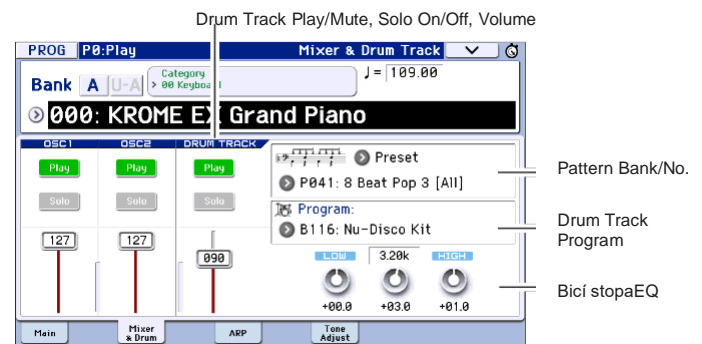 Drum Track Play/Mute, Solo On/Off, Volume
PROG P0:Play Mixer & Drum Track
Bank A U-A Category
00 Keyboard
♩= 109.00
000: KROME EX Grand Piano
OSC1 OSC2 DRUM TRACK
Play Play Play
Solo Solo Solo
127 127 090
Preset
P041: 8 Beat Pop 3 [All]
Program:
B116: Nu-Disco Kit
LOW 3.20k HIGH
+00.0 +03.0 +01.0
Main Mixer & Drum ARP Tone Adjust
Pattern Bank/No.
Drum Track
Program
Bicí stopaEQ